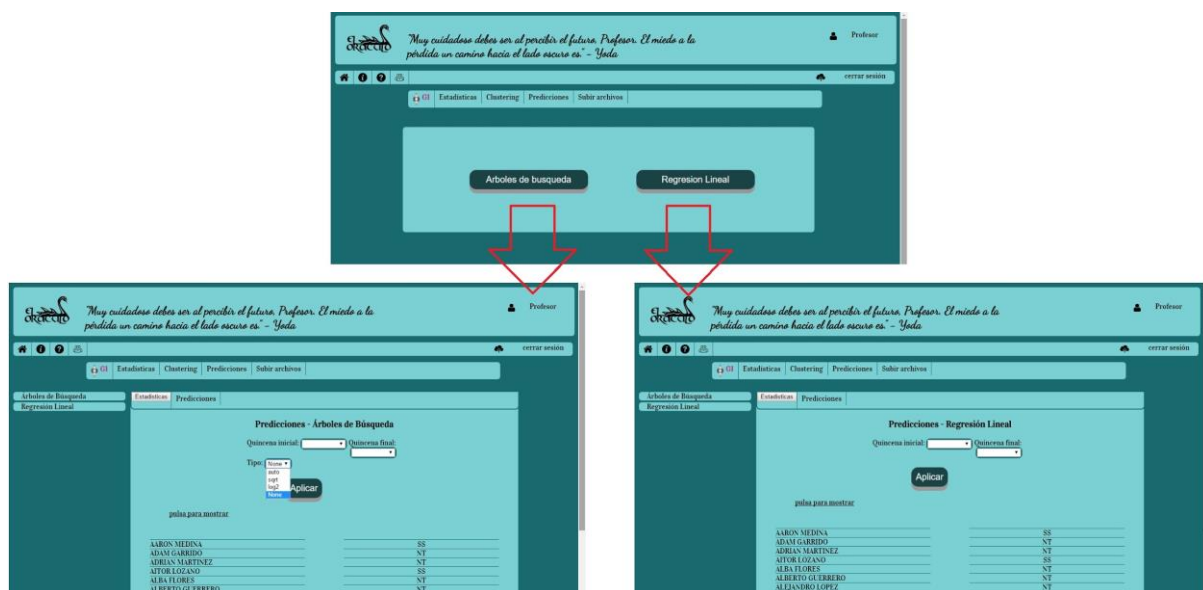 El
oráculo
"Muy cuidadoso debes ser al percibir el futuro, Profesor. El miedo a la
pérdida un camino hacia el lado oscuro es." - Yoda
Profesor
cerrar sesión
GI Estadísticas Clustering Predicciones Subir archivos
Arboles de busqueda Regresion Lineal
El
oráculo
"Muy cuidadoso debes ser al percibir el futuro, Profesor. El miedo a la
pérdida un camino hacia el lado oscuro es." - Yoda
Profesor
cerrar sesión
GI Estadísticas Clustering Predicciones Subir archivos
Árboles de Búsqueda
Regresión Lineal
Estadísticas Predicciones
Predicciones - Árboles de Búsqueda
Quincena inicial: Quincena final:
Tipo: None
auto
sqrt
log2
None
Aplicar
pulsa para mostrar
AARON MEDINA SS
ADAM GARRIDO NT
ADRIAN MARTINEZ NT
AITOR LOZANO SS
ALBA FLORES NT
ALBERTO GUERRERO NT
El
oráculo
"Muy cuidadoso debes ser al percibir el futuro, Profesor. El miedo a la
pérdida un camino hacia el lado oscuro es." - Yoda
Profesor
cerrar sesión
GI Estadísticas Clustering Predicciones Subir archivos
Árboles de Búsqueda
Regresión Lineal
Estadísticas Predicciones
Predicciones - Regresión Lineal
Quincena inicial: Quincena final:
Aplicar
pulsa para mostrar
AARON MEDINA SS
ADAM GARRIDO NT
ADRIAN MARTINEZ NT
AITOR LOZANO SS
ALBA FLORES NT
ALBERTO GUERRERO NT
ALEJANDRO LOPEZ NT